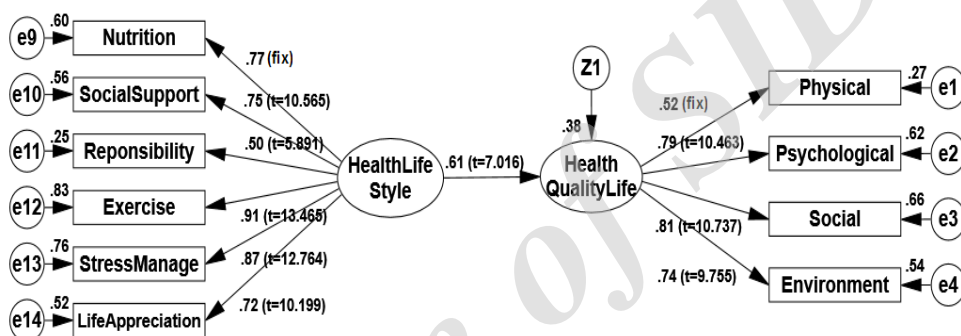 e9
.60
Nutrition
e10
.56
SocialSupport
e11
.25
Reponsibility
e12
.83
Exercise
e13
.76
StressManage
e14
.52
LifeAppreciation
.77 (fix)
.75 (t=10.565)
.50 (t=5.891)
.91 (t=13.465)
.87 (t=12.764)
.72 (t=10.199)
HealthLife
Style
.61 (t=7.016)
Z1
.38
Health
QualityLife
.52 (fix)
.79 (t=10.463)
.81 (t=10.737)
.74 (t=9.755)
Physical
.27
e1
Psychological
.62
e2
Social
.66
e3
Environment
.54
e4
of SID